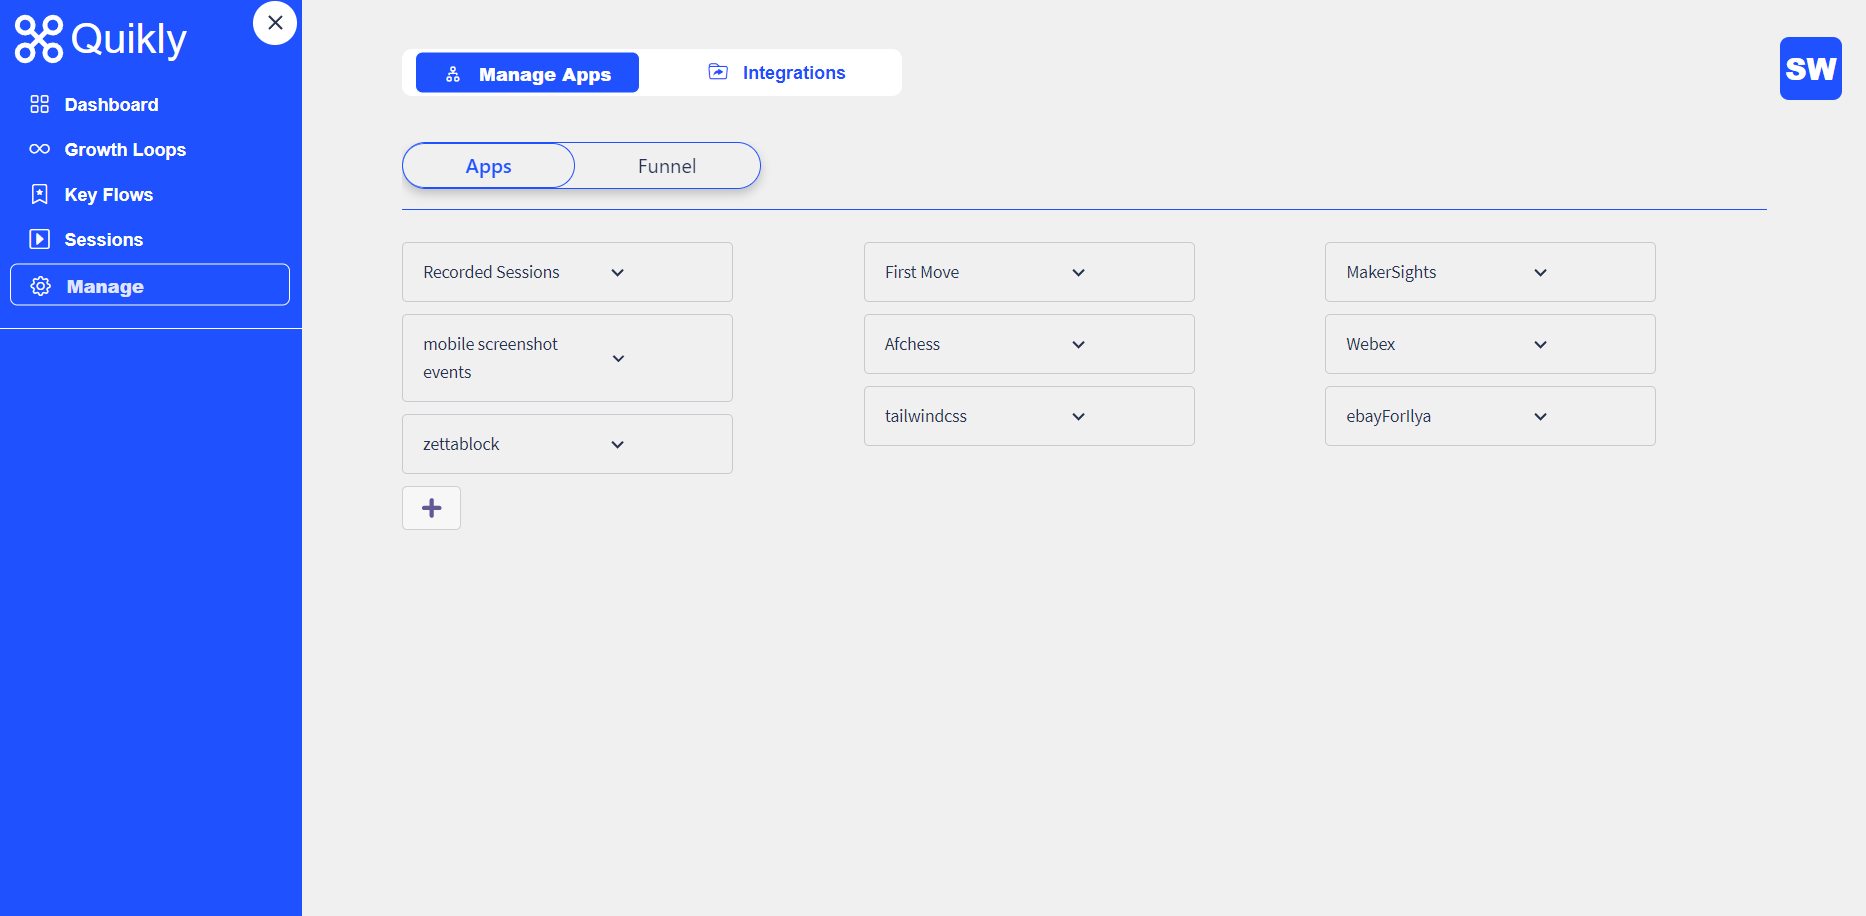 Quikly
Dashboard
Growth Loops
Key Flows
Sessions
Manage
Manage Apps
Integrations
SW
Apps
Funnel
Recorded Sessions
First Move
MakerSights
mobile screenshot
events
Afchess
Webex
zettablock
tailwindcss
ebayForIlya